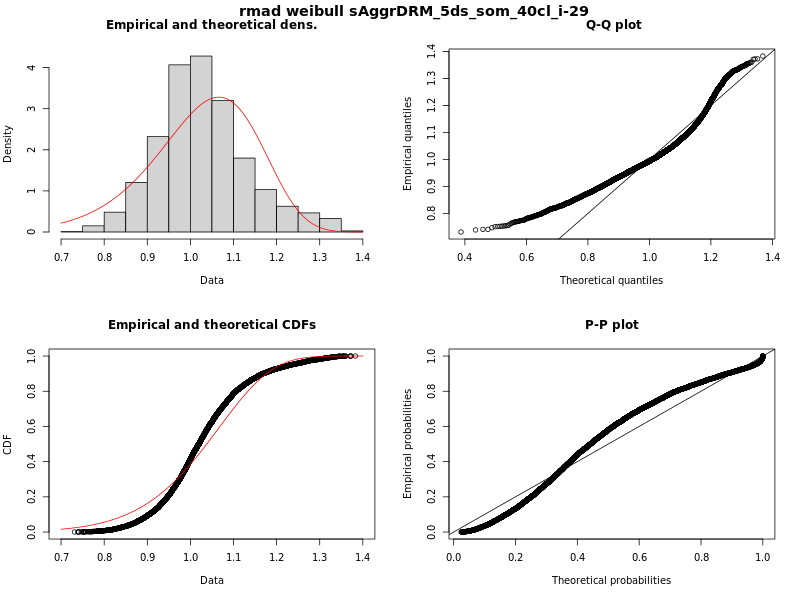 rmad weibull sAggrDRM_5ds_som_40cl_i-29
Empirical and theoretical dens.
Density
0
1
2
3
4
0.7 0.8 0.9 1.0 1.1 1.2 1.3 1.4
Data
Q-Q plot
Empirical quantiles
0.8 0.9 1.0 1.1 1.2 1.3 1.4
0.4 0.6 0.8 1.0 1.2 1.4
Theoretical quantiles
Empirical and theoretical CDFs
CDF
0.0 0.2 0.4 0.6 0.8 1.0
0.7 0.8 0.9 1.0 1.1 1.2 1.3 1.4
Data
P-P plot
Empirical probabilities
0.0 0.2 0.4 0.6 0.8 1.0
0.0 0.2 0.4 0.6 0.8 1.0
Theoretical probabilities